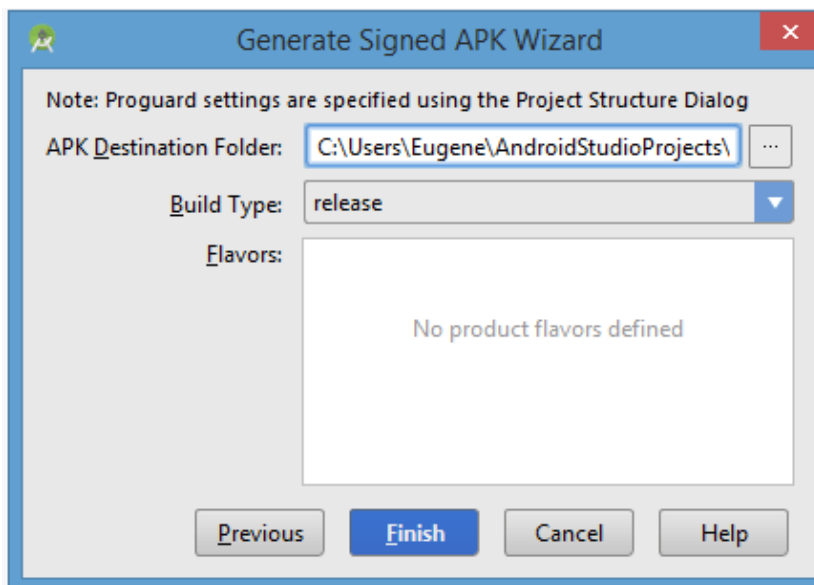 Generate Signed APK Wizard
Note: Proguard settings are specified using the Project Structure Dialog
APK Destination Folder: C:\Users\Eugene\AndroidStudioProjects\ ...
Build Type: release
Flavors:
No product flavors defined
Previous Finish Cancel Help